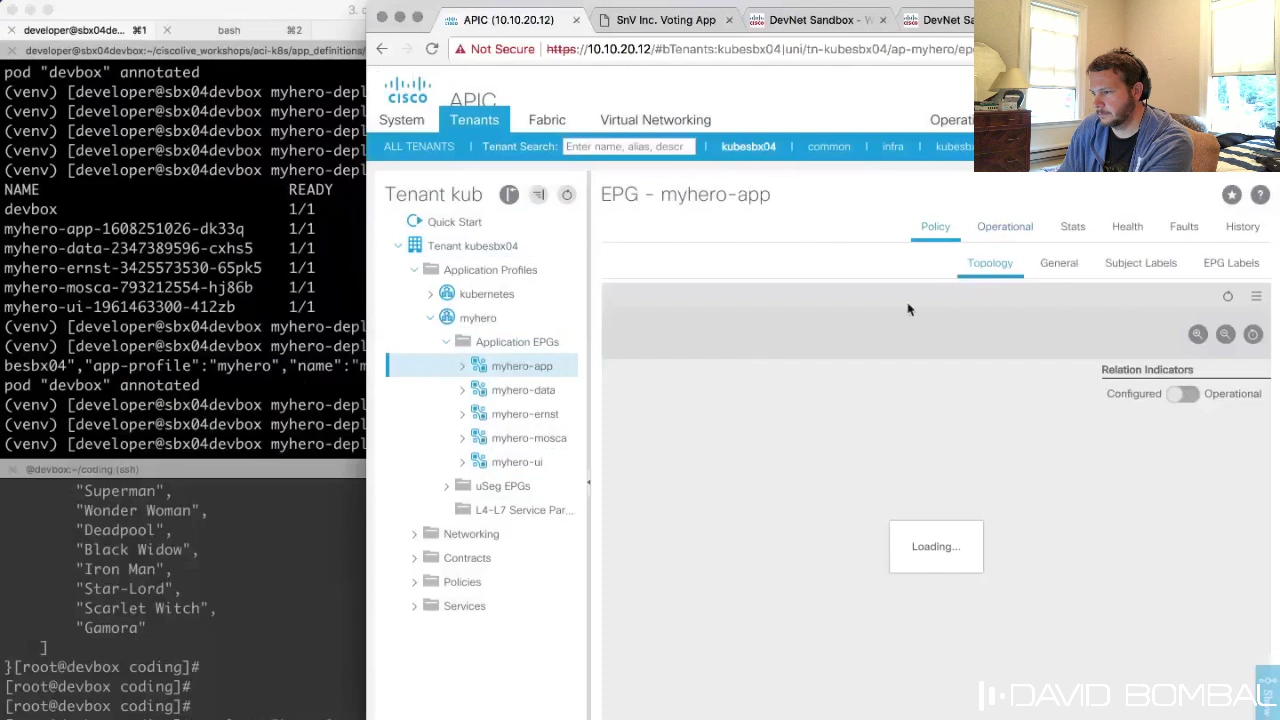 3. c
developer@sbx04de... ⌘1
bash ⌘2
developer@sbx04devbox:~/ciscolive_workshops/aci-k8s/app_definitions/
pod "devbox" annotated
(venv) [developer@sbx04devbox myhero-depl
(venv) [developer@sbx04devbox myhero-depl
(venv) [developer@sbx04devbox myhero-depl
(venv) [developer@sbx04devbox myhero-depl
(venv) [developer@sbx04devbox myhero-depl
NAME READY
devbox 1/1
myhero-app-1608251026-dk33q 1/1
myhero-data-2347389596-cxhs5 1/1
myhero-ernst-3425573530-65pk5 1/1
myhero-mosca-793212554-hj86b 1/1
myhero-ui-1961463300-412zb 1/1
(venv) [developer@sbx04devbox myhero-depl
(venv) [developer@sbx04devbox myhero-depl
besbx04","app-profile":"myhero","name":"m
pod "devbox" annotated
(venv) [developer@sbx04devbox myhero-depl
(venv) [developer@sbx04devbox myhero-depl
(venv) [developer@sbx04devbox myhero-depl
@devbox:~/coding (ssh)
"Superman",
"Wonder Woman",
"Deadpool",
"Black Widow",
"Iron Man",
"Star-Lord",
"Scarlet Witch",
"Gamora"
]
}[root@devbox coding]#
[root@devbox coding]#
[root@devbox coding]#
APIC (10.10.20.12)
SnV Inc. Voting App
DevNet Sandbox - W
DevNet San
Not Secure https://10.10.20.12/#bTenants:kubesbx04|uni/tn-kubesbx04/ap-myhero/ep
CISCO
APIC
System Tenants Fabric Virtual Networking Operati
ALL TENANTS Tenant Search: Enter name, alias, descr kubesbx04 common infra kubesbx
Tenant kub
Quick Start
Tenant kubesbx04
Application Profiles
kubernetes
myhero
Application EPGs
myhero-app
myhero-data
myhero-ernst
myhero-mosca
myhero-ui
uSeg EPGs
L4-L7 Service Par...
Networking
Contracts
Policies
Services
EPG - myhero-app
Policy Operational Stats Health Faults History
Topology General Subject Labels EPG Labels
Relation Indicators
Configured Operational
Loading...
Show
DAVID BOMBAL